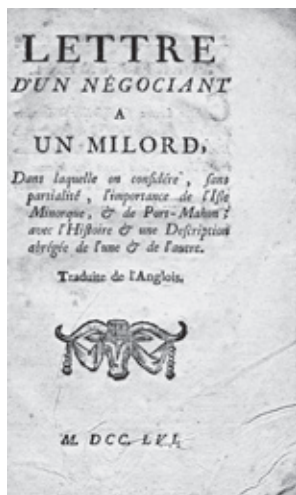 LETTRE
D'UN NÉGOCIANT
A
UN MILORD,
Dans laquelle on considére, sans
partialité, l'importance de l'Isle
Minorque, & de Port-Mahon;
avec l'Histoire & une Description
abrégée de l'une & de l'autre.
Traduite de l'Anglois.
M. DCC. LVI.